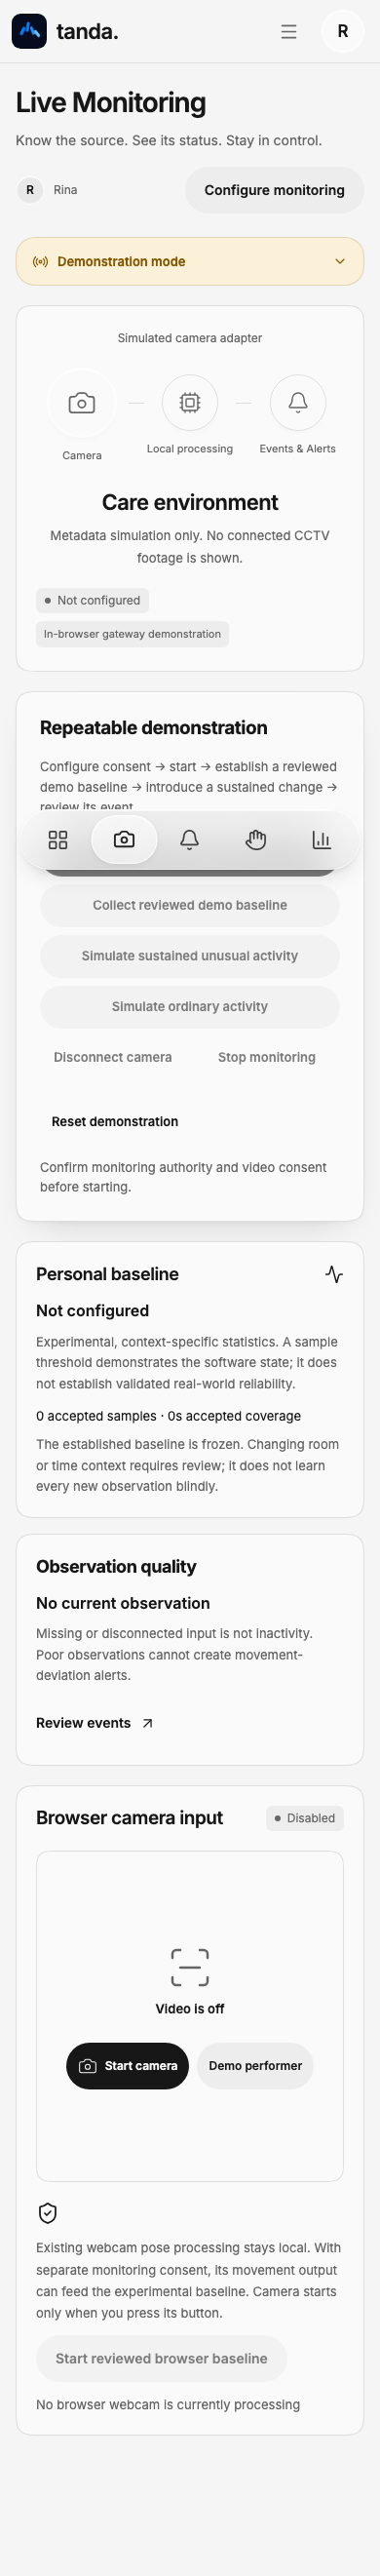 tanda.
R
Live Monitoring
Know the source. See its status. Stay in control.
R
Rina
Configure monitoring
Demonstration mode
Simulated camera adapter
Camera
Local processing
Events & Alerts
Care environment
Metadata simulation only. No connected CCTV
footage is shown.
Not configured
In-browser gateway demonstration
Repeatable demonstration
Configure consent → start → establish a reviewed
demo baseline → introduce a sustained change →
review its event.
Collect reviewed demo baseline
Simulate sustained unusual activity
Simulate ordinary activity
Disconnect camera
Stop monitoring
Reset demonstration
Confirm monitoring authority and video consent
before starting.
Personal baseline
Not configured
Experimental, context-specific statistics. A sample
threshold demonstrates the software state; it does
not establish validated real-world reliability.
0 accepted samples · 0s accepted coverage
The established baseline is frozen. Changing room
or time context requires review; it does not learn
every new observation blindly.
Observation quality
No current observation
Missing or disconnected input is not inactivity.
Poor observations cannot create movement-
deviation alerts.
Review events
Browser camera input
Disabled
Video is off
Start camera
Demo performer
Existing webcam pose processing stays local. With
separate monitoring consent, its movement output
can feed the experimental baseline. Camera starts
only when you press its button.
Start reviewed browser baseline
No browser webcam is currently processing